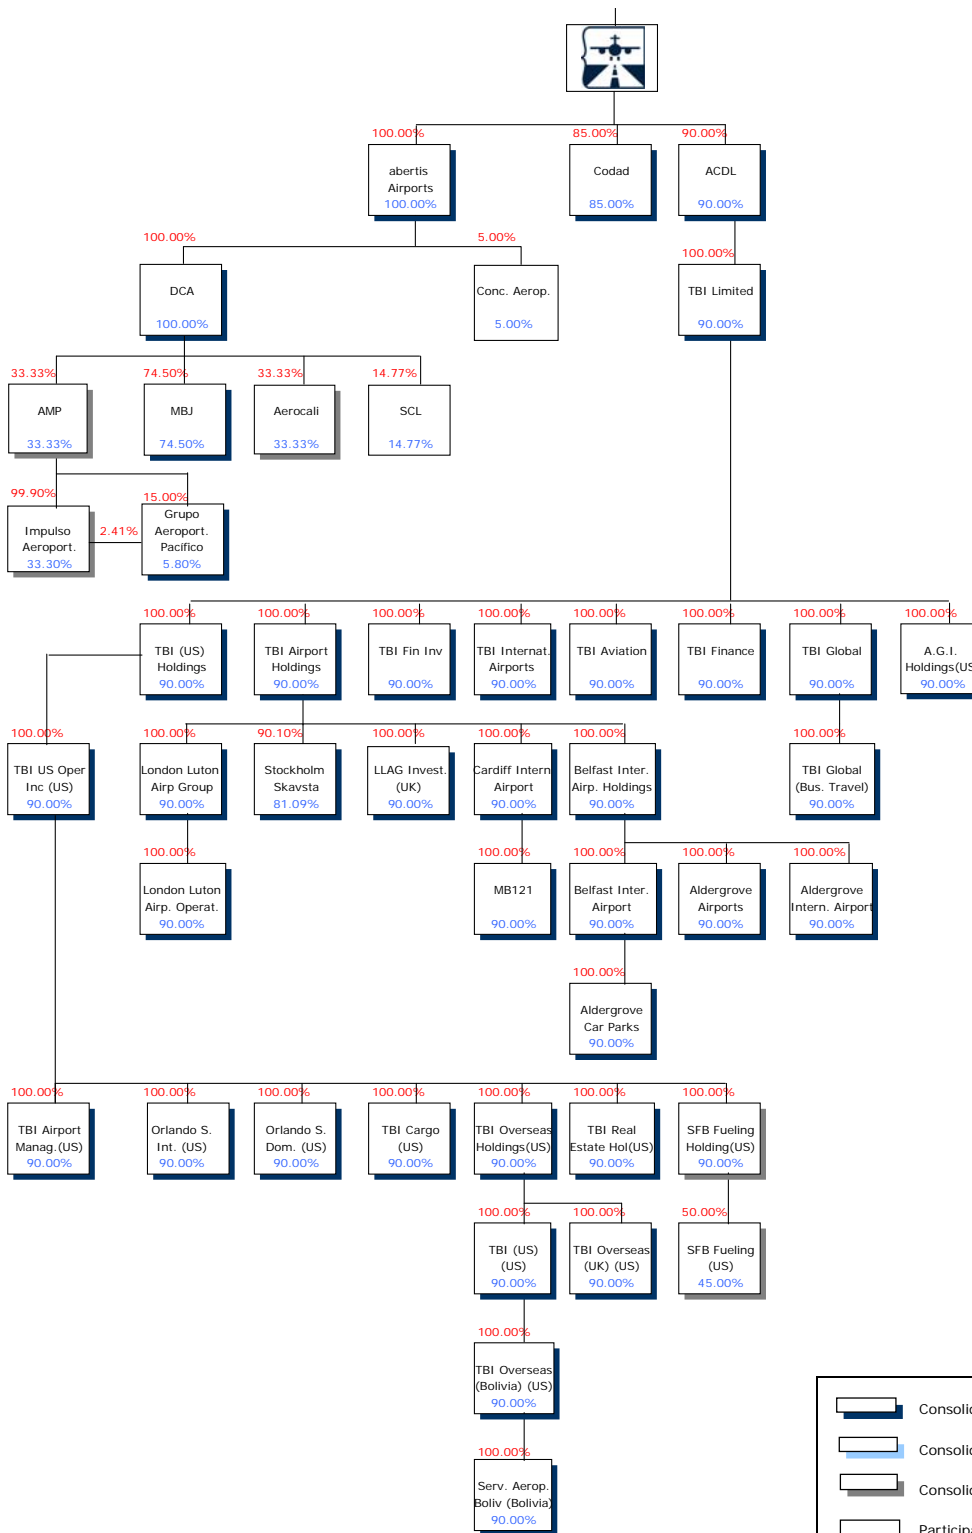 100.00%
85.00%
90.00%
abertis
Airports
100.00%
Codad
85.00%
ACDL
90.00%
100.00%
5.00%
100.00%
DCA
100.00%
Conc. Aerop.
5.00%
TBI Limited
90.00%
33.33%
74.50%
33.33%
14.77%
AMP
33.33%
MBJ
74.50%
Aerocali
33.33%
SCL
14.77%
99.90%
15.00%
Impulso
Aeroport.
33.30%
2.41%
Grupo
Aeroport.
Pacífico
5.80%
100.00%
100.00%
100.00%
100.00%
100.00%
100.00%
100.00%
100.00%
TBI (US)
Holdings
90.00%
TBI Airport
Holdings
90.00%
TBI Fin Inv
90.00%
TBI Internat.
Airports
90.00%
TBI Aviation
90.00%
TBI Finance
90.00%
TBI Global
90.00%
A.G.I.
Holdings(US
90.00%
100.00%
100.00%
90.10%
100.00%
100.00%
100.00%
100.00%
TBI US Oper
Inc (US)
90.00%
London Luton
Airp Group
90.00%
Stockholm
Skavsta
81.09%
LLAG Invest.
(UK)
90.00%
Cardiff Intern
Airport
90.00%
Belfast Inter.
Airp. Holdings
90.00%
TBI Global
(Bus. Travel)
90.00%
100.00%
100.00%
100.00%
100.00%
100.00%
London Luton
Airp. Operat.
90.00%
MB121
90.00%
Belfast Inter.
Airport
90.00%
Aldergrove
Airports
90.00%
Aldergrove
Intern. Airport
90.00%
100.00%
Aldergrove
Car Parks
90.00%
100.00%
100.00%
100.00%
100.00%
100.00%
100.00%
100.00%
TBI Airport
Manag.(US)
90.00%
Orlando S.
Int. (US)
90.00%
Orlando S.
Dom. (US)
90.00%
TBI Cargo
(US)
90.00%
TBI Overseas
Holdings(US)
90.00%
TBI Real
Estate Hol(US)
90.00%
SFB Fueling
Holding(US)
90.00%
100.00%
100.00%
50.00%
TBI (US)
(US)
90.00%
TBI Overseas
(UK) (US)
90.00%
SFB Fueling
(US)
45.00%
100.00%
TBI Overseas
(Bolivia) (US)
90.00%
100.00%
Serv. Aerop.
Boliv (Bolivia)
90.00%
Consolid
Consolid
Consolid
Participa